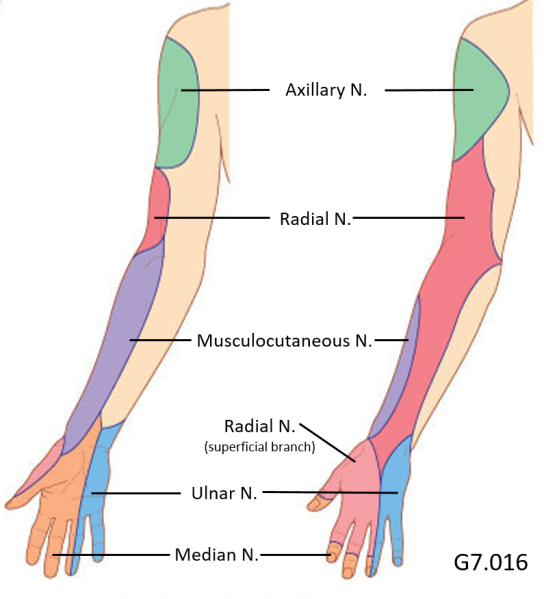 Axillary N.
Radial N.
Musculocutaneous N.
Radial N.
(superficial branch)
Ulnar N.
Median N.
G7.016